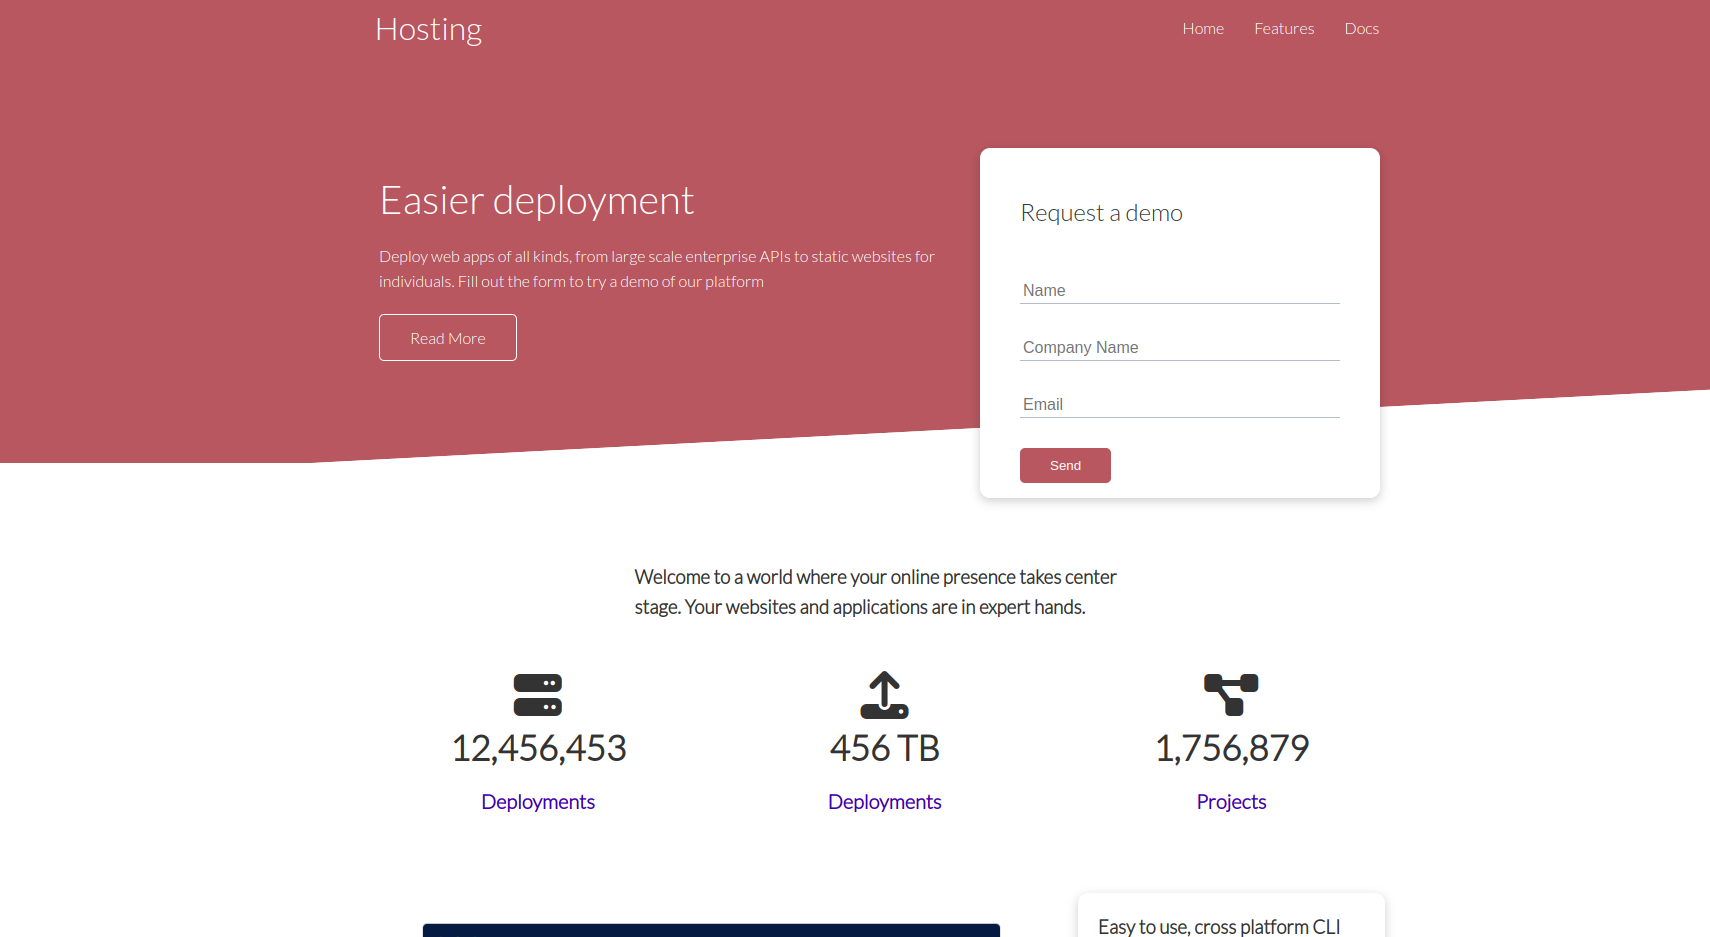 Hosting
Home
Features
Docs
Easier deployment
Deploy web apps of all kinds, from large scale enterprise APIs to static websites for
individuals. Fill out the form to try a demo of our platform
Read More
Request a demo
Name
Company Name
Email
Send
Welcome to a world where your online presence takes center
stage. Your websites and applications are in expert hands.
12,456,453
Deployments
456 TB
Deployments
1,756,879
Projects
Easy to use, cross platform CLI